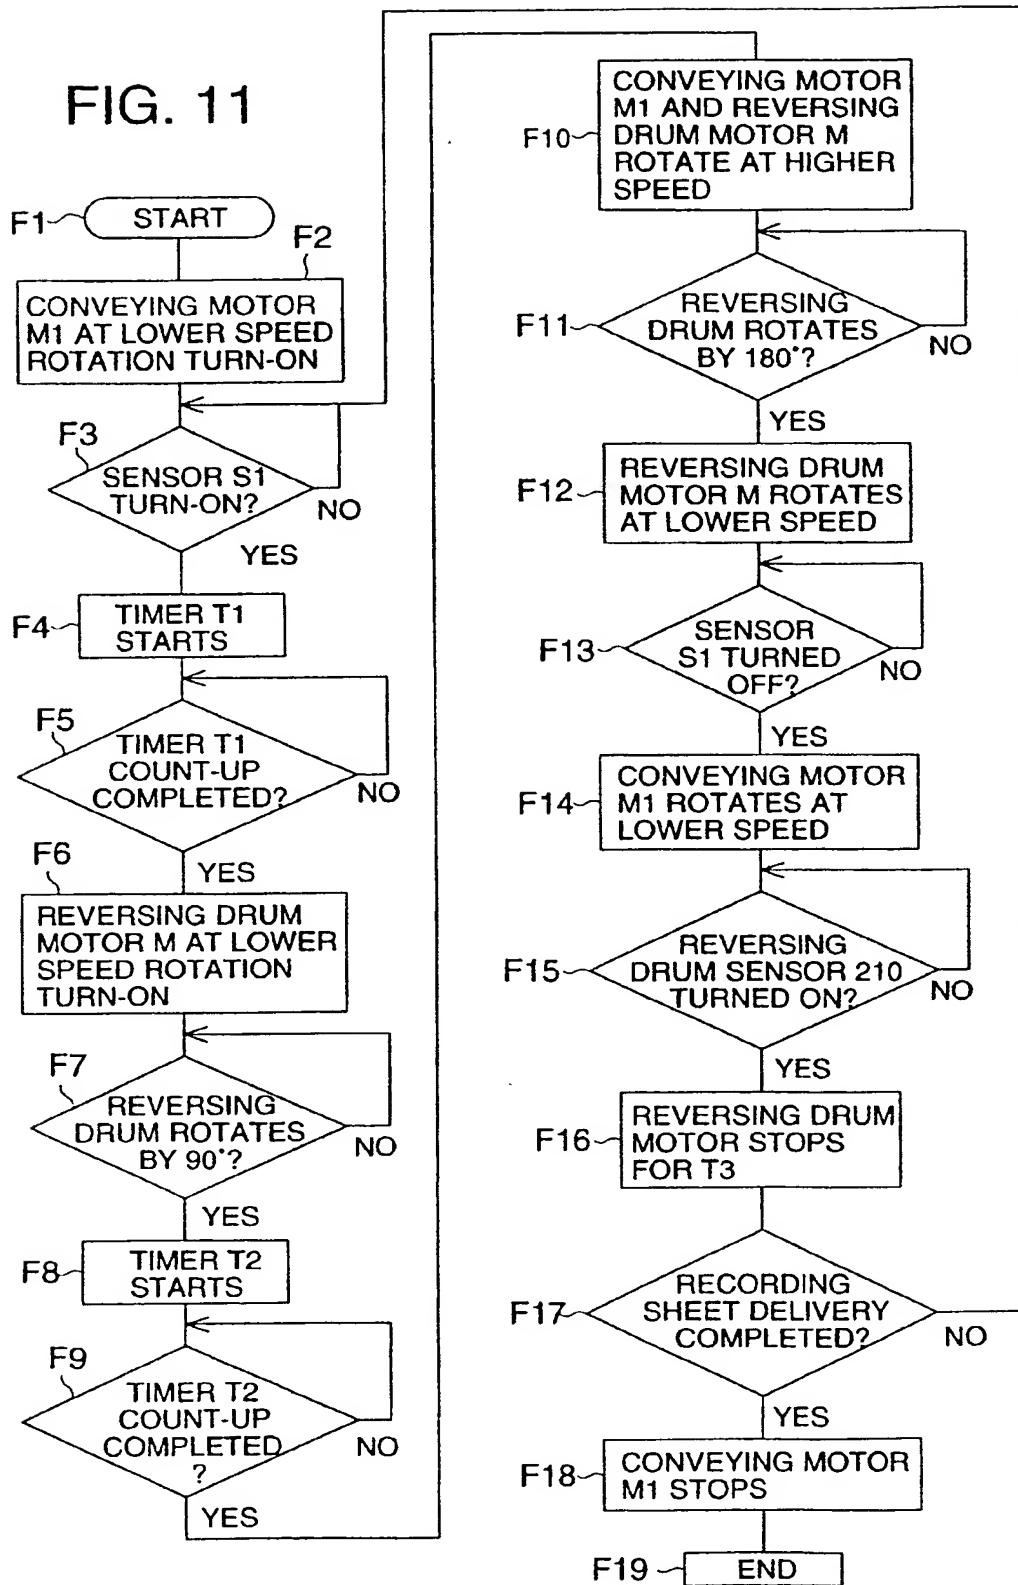 FIG. 11
F1
START
F2
CONVEYING MOTOR
M1 AT LOWER SPEED
ROTATION TURN-ON
F3
SENSOR S1
TURN-ON?
NO
YES
F4
TIMER T1
STARTS
F5
TIMER T1
COUNT-UP
COMPLETED?
NO
YES
F6
REVERSING DRUM
MOTOR M AT LOWER
SPEED ROTATION
TURN-ON
F7
REVERSING
DRUM ROTATES
BY 90°?
NO
YES
F8
TIMER T2
STARTS
F9
TIMER T2
COUNT-UP
COMPLETED
?
NO
YES
F10
CONVEYING MOTOR
M1 AND REVERSING
DRUM MOTOR M
ROTATE AT HIGHER
SPEED
F11
REVERSING
DRUM ROTATES
BY 180°?
NO
YES
F12
REVERSING DRUM
MOTOR M ROTATES
AT LOWER SPEED
F13
SENSOR
S1 TURNED
OFF?
NO
YES
F14
CONVEYING MOTOR
M1 ROTATES AT
LOWER SPEED
F15
REVERSING
DRUM SENSOR 210
TURNED ON?
NO
YES
F16
REVERSING DRUM
MOTOR STOPS
FOR T3
F17
RECORDING
SHEET DELIVERY
COMPLETED?
NO
YES
F18
CONVEYING MOTOR
M1 STOPS
F19
END